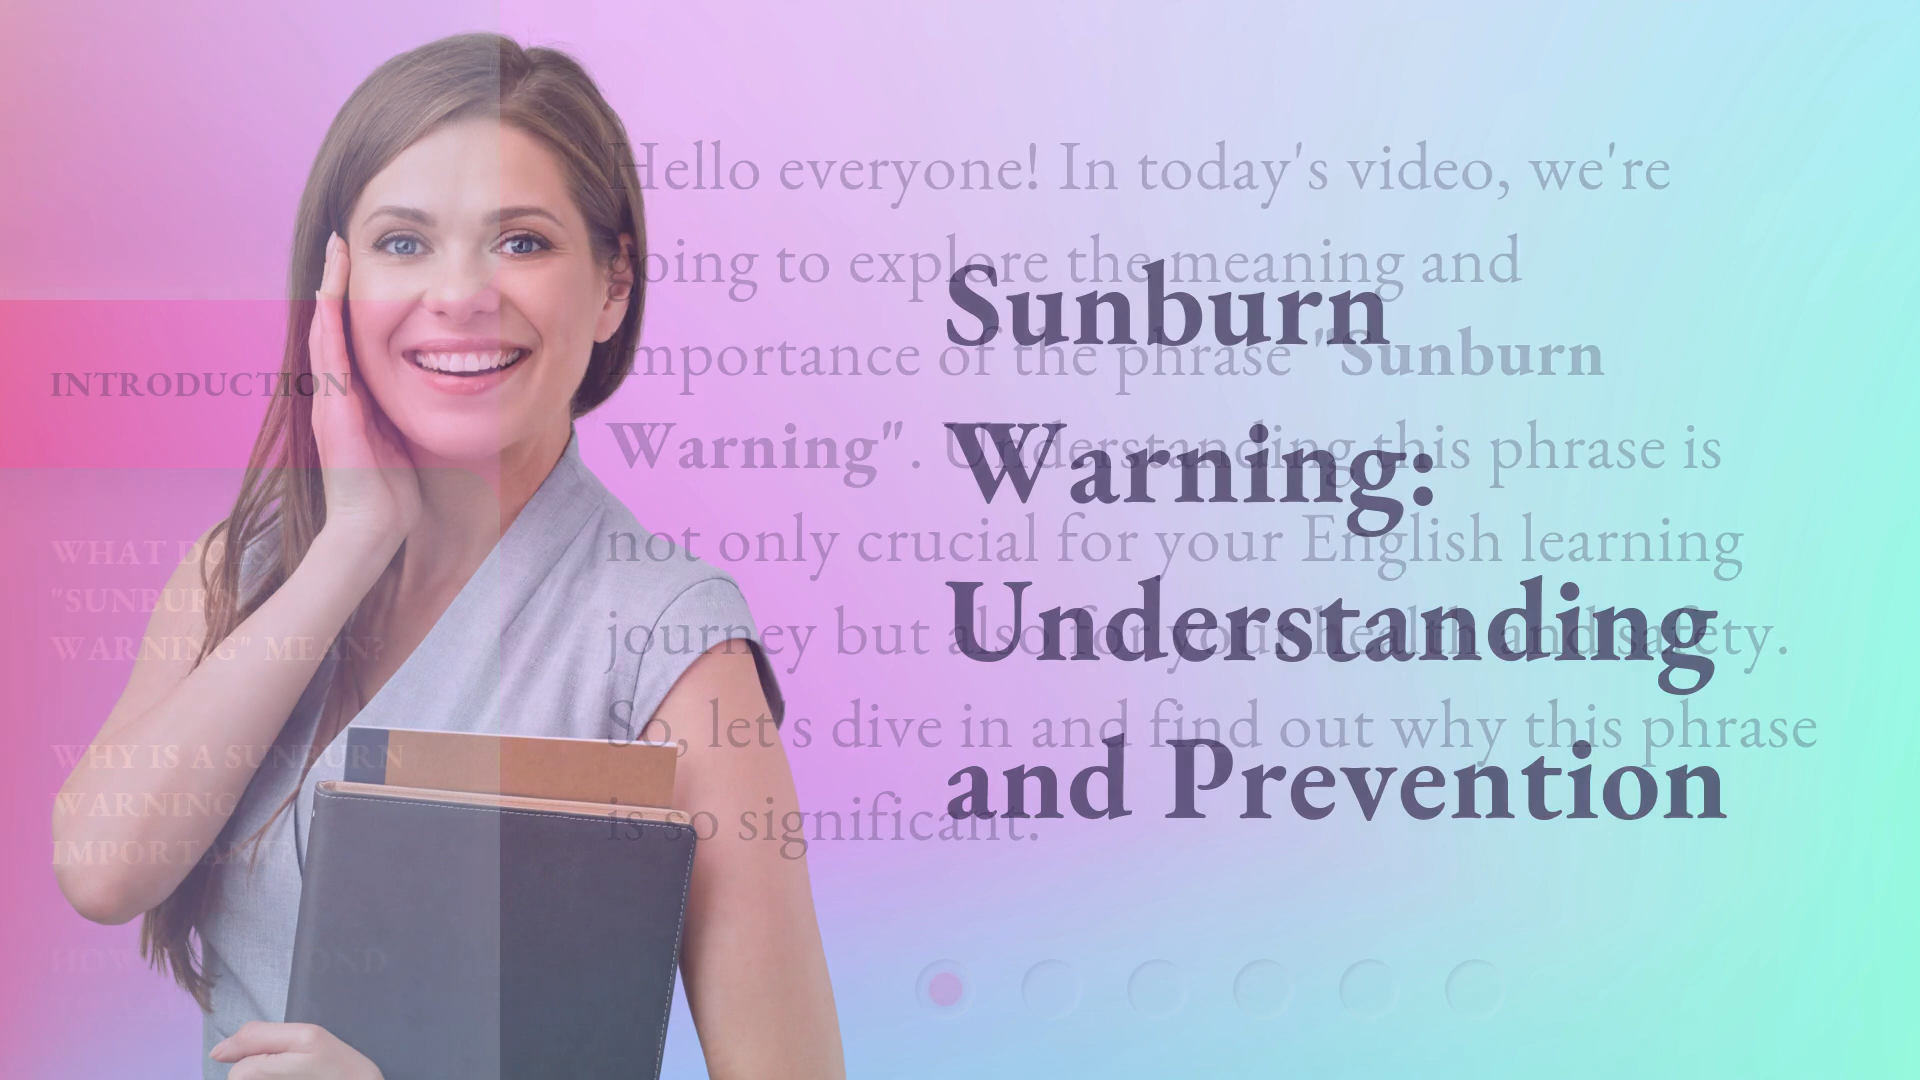 Sunburn
Warning:
Understanding
and Prevention
Hello everyone! In today's video, we're
going to explore the meaning and
importance of the phrase "Sunburn
Warning". Understanding this phrase is
not only crucial for your English learning
journey but also for your health and safety.
So, let's dive in and find out why this phrase
is so significant.
INTRODUCTION
WHAT DOES
"SUNBURN
WARNING" MEAN?
WHY IS A SUNBURN
WARNING
IMPORTANT?
HOW